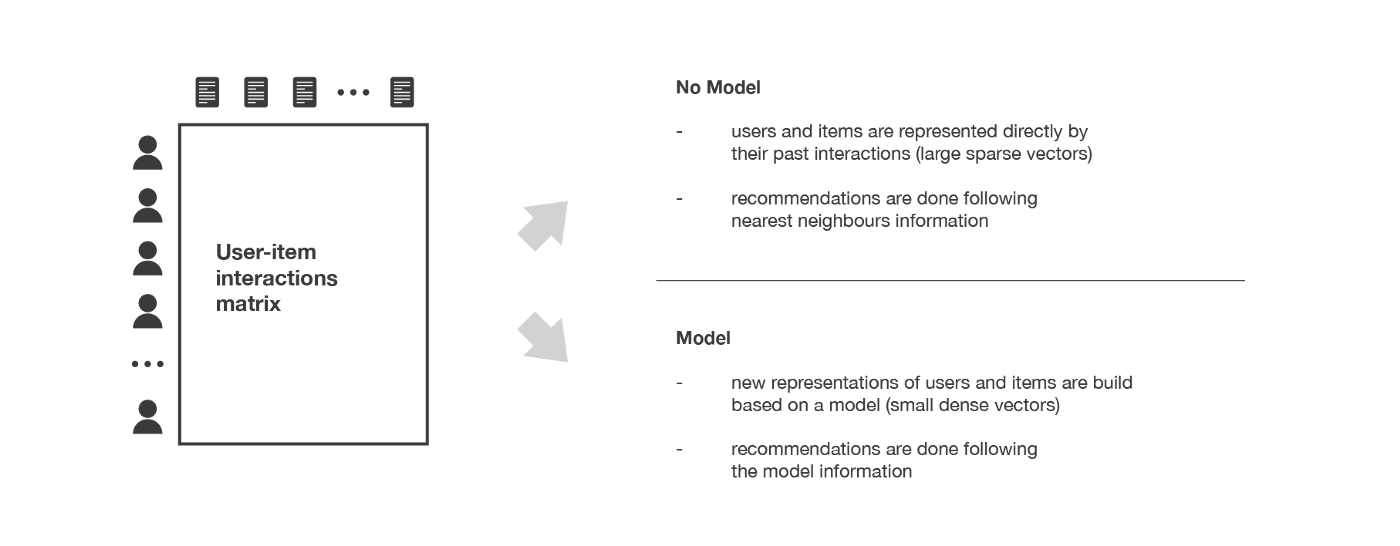 User-item
interactions
matrix
No Model
- users and items are represented directly by
their past interactions (large sparse vectors)
- recommendations are done following
nearest neighbours information
Model
- new representations of users and items are build
based on a model (small dense vectors)
- recommendations are done following
the model information